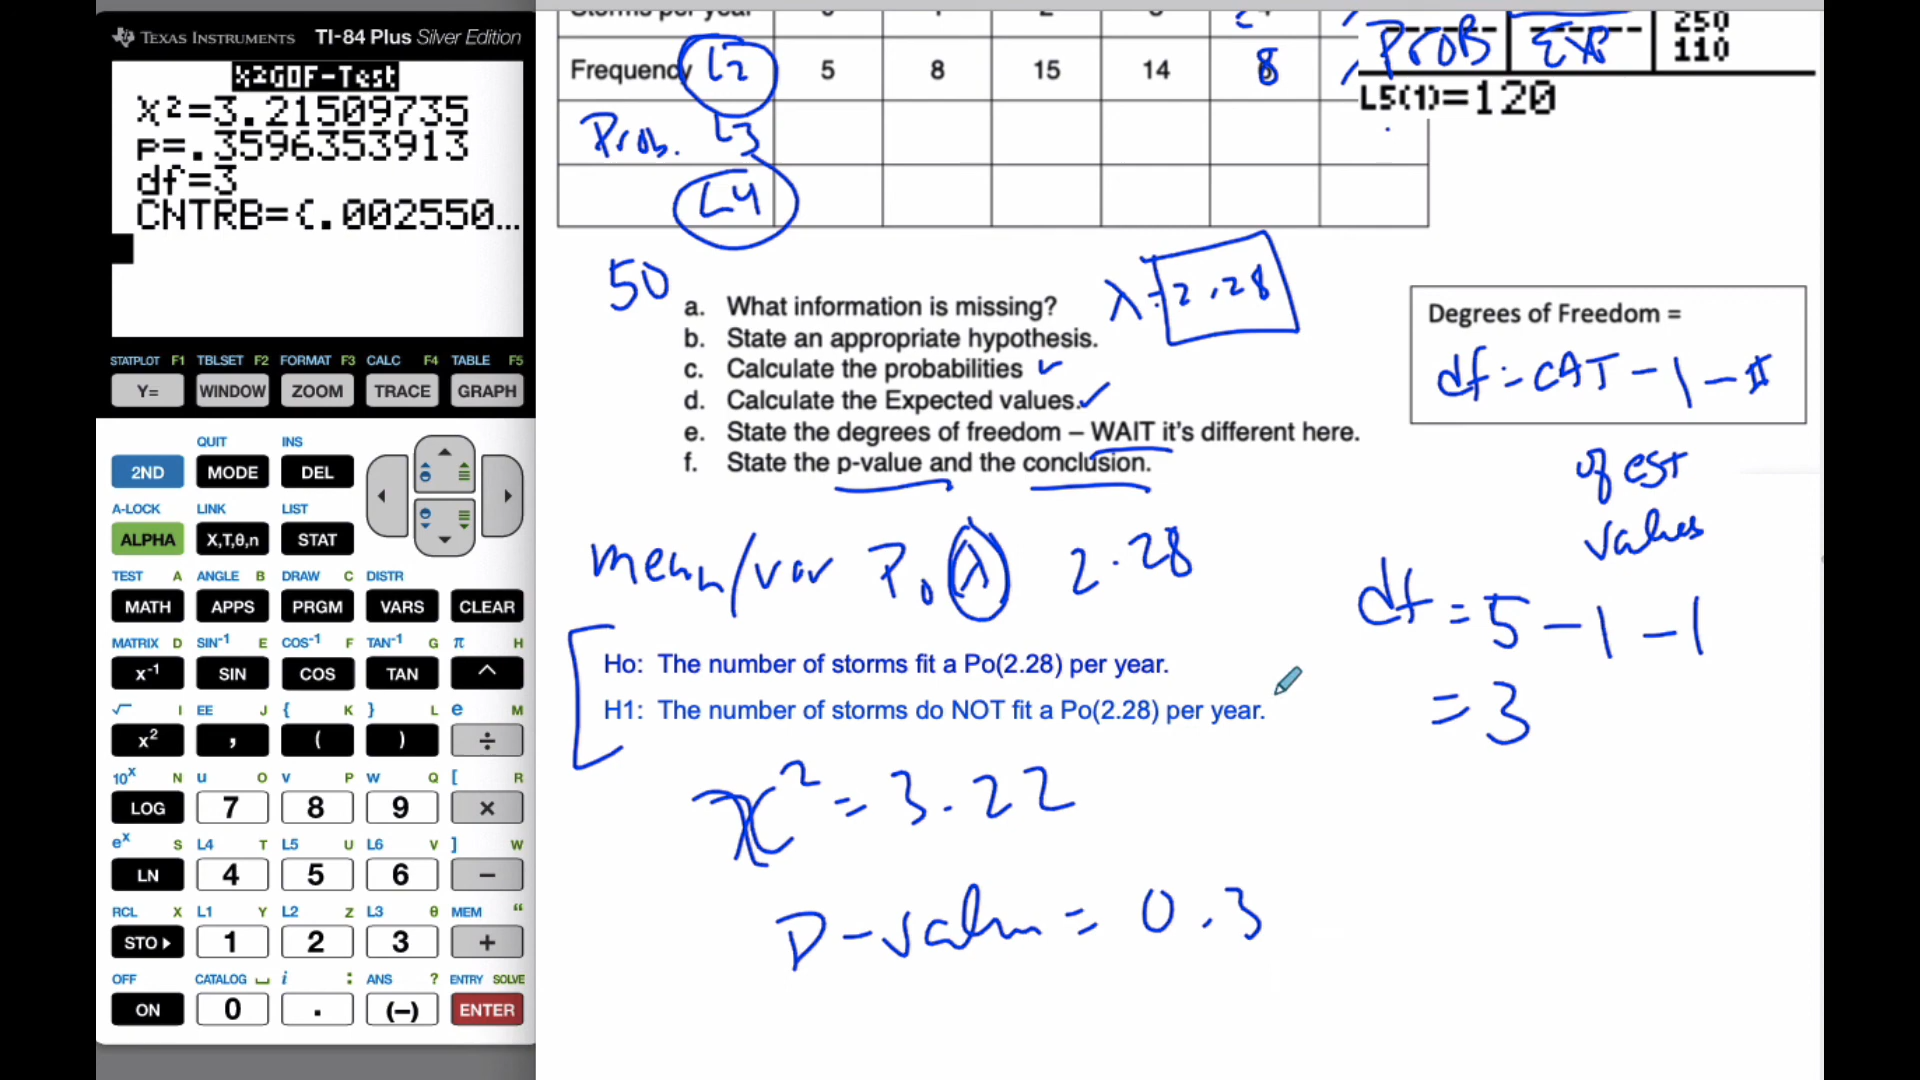 TEXAS INSTRUMENTS TI-84 Plus Silver Edition
X²GOF-Test
X²=3.21509735
P=.3596353913
df=3
CNTRB={.002550...
STATPLOT F1 TBLSET F2 FORMAT F3 CALC F4 TABLE F5
Y= WINDOW ZOOM TRACE GRAPH
QUIT INS
2ND MODE DEL
A-LOCK LINK LIST
ALPHA X,T,θ,n STAT
TEST A ANGLE B DRAW C DISTR
MATH APPS PRGM VARS CLEAR
MATRIX D SIN⁻¹ E COS⁻¹ F TAN⁻¹ G π H
x⁻¹ SIN COS TAN ^
√ I EE J { K } L e M
x² , ( ) ÷
10ˣ N u O v P w Q [ R
LOG 7 8 9 ×
eˣ S L4 T L5 U L6 V ] W
LN 4 5 6 −
RCL X L1 Y L2 Z L3 θ MEM "
STO▸ 1 2 3 +
OFF CATALOG ⎵ i : ANS ? ENTRY SOLVE
ON 0 . (−) ENTER
Storms per year
Frequency L2 5 8 15 14 8
Prob. L3
L4
PROB EXP 250
110
L5(1)=120
50
λ = 2.28
a. What information is missing?
b. State an appropriate hypothesis.
c. Calculate the probabilities ✓
d. Calculate the Expected values. ✓
e. State the degrees of freedom – WAIT it's different here.
f. State the p-value and the conclusion.
Degrees of Freedom =
df = CAT - 1 - #
of est
values
mean/var Po(λ) 2.28
df = 5 - 1 - 1
= 3
Ho: The number of storms fit a Po(2.28) per year.
H1: The number of storms do NOT fit a Po(2.28) per year.
x² = 3.22
P-value = 0.3